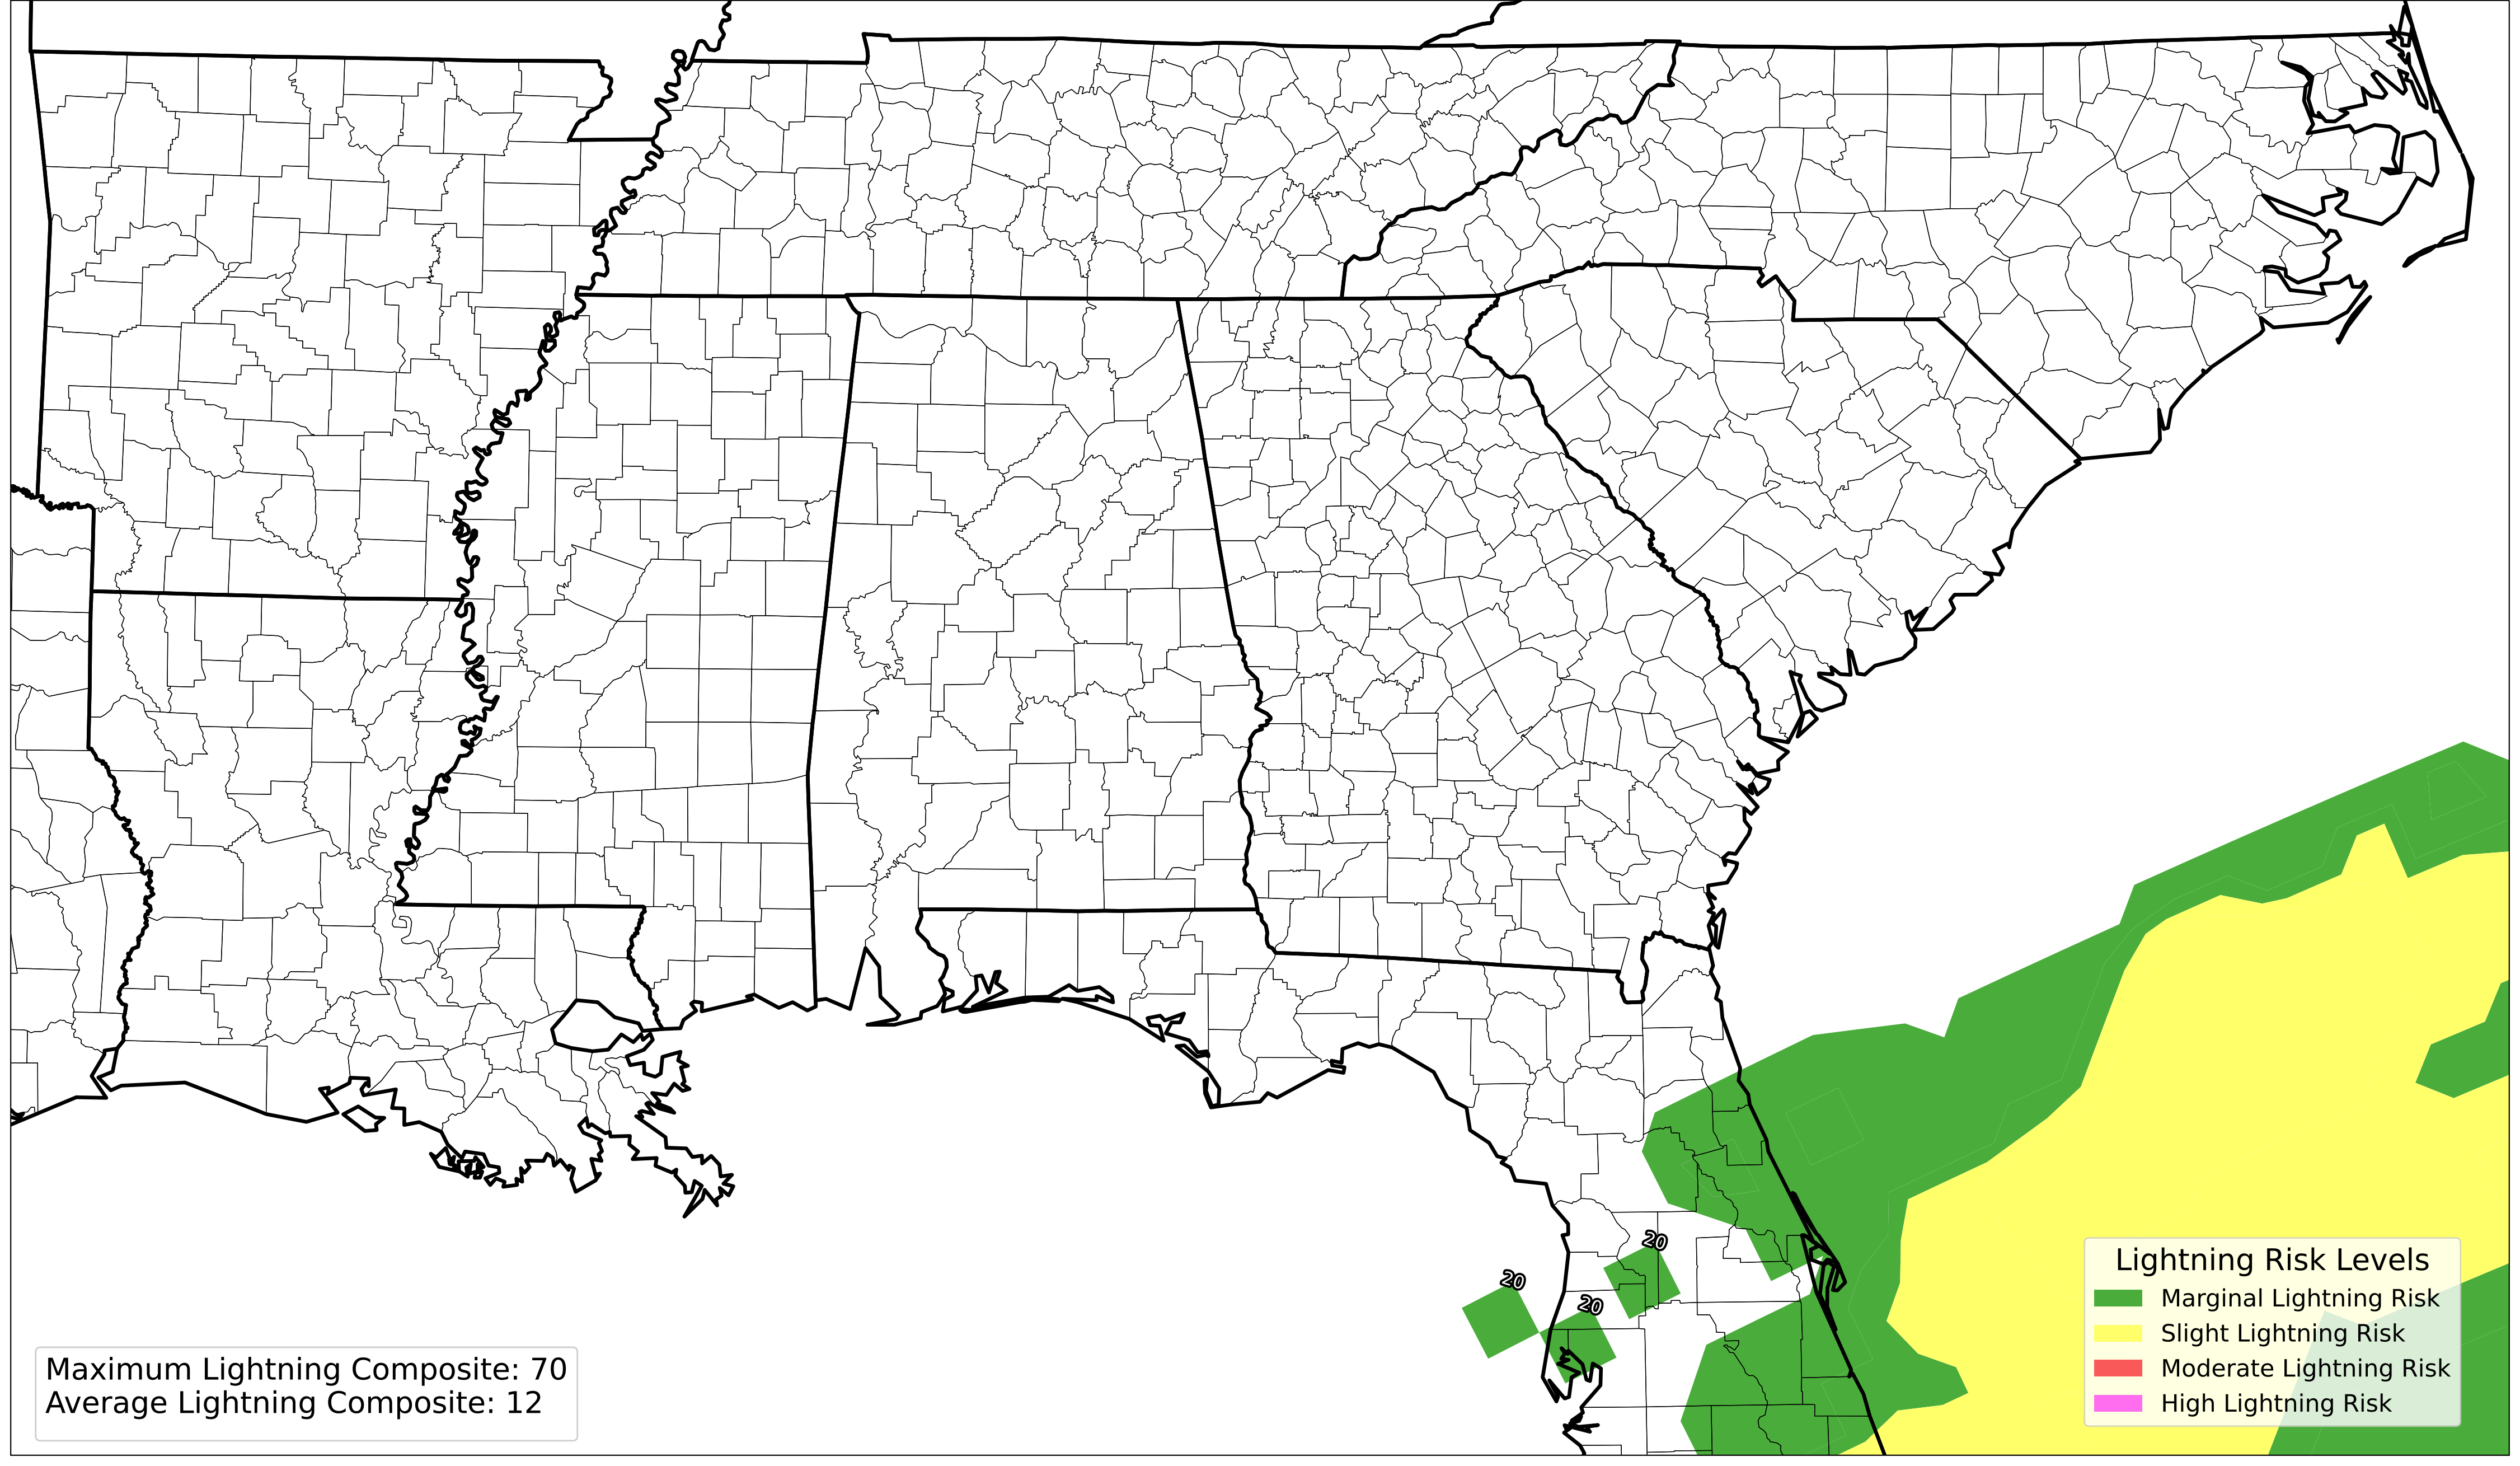 20
20
20
Lightning Risk Levels
Marginal Lightning Risk
Slight Lightning Risk
Moderate Lightning Risk
High Lightning Risk
Maximum Lightning Composite: 70
Average Lightning Composite: 12